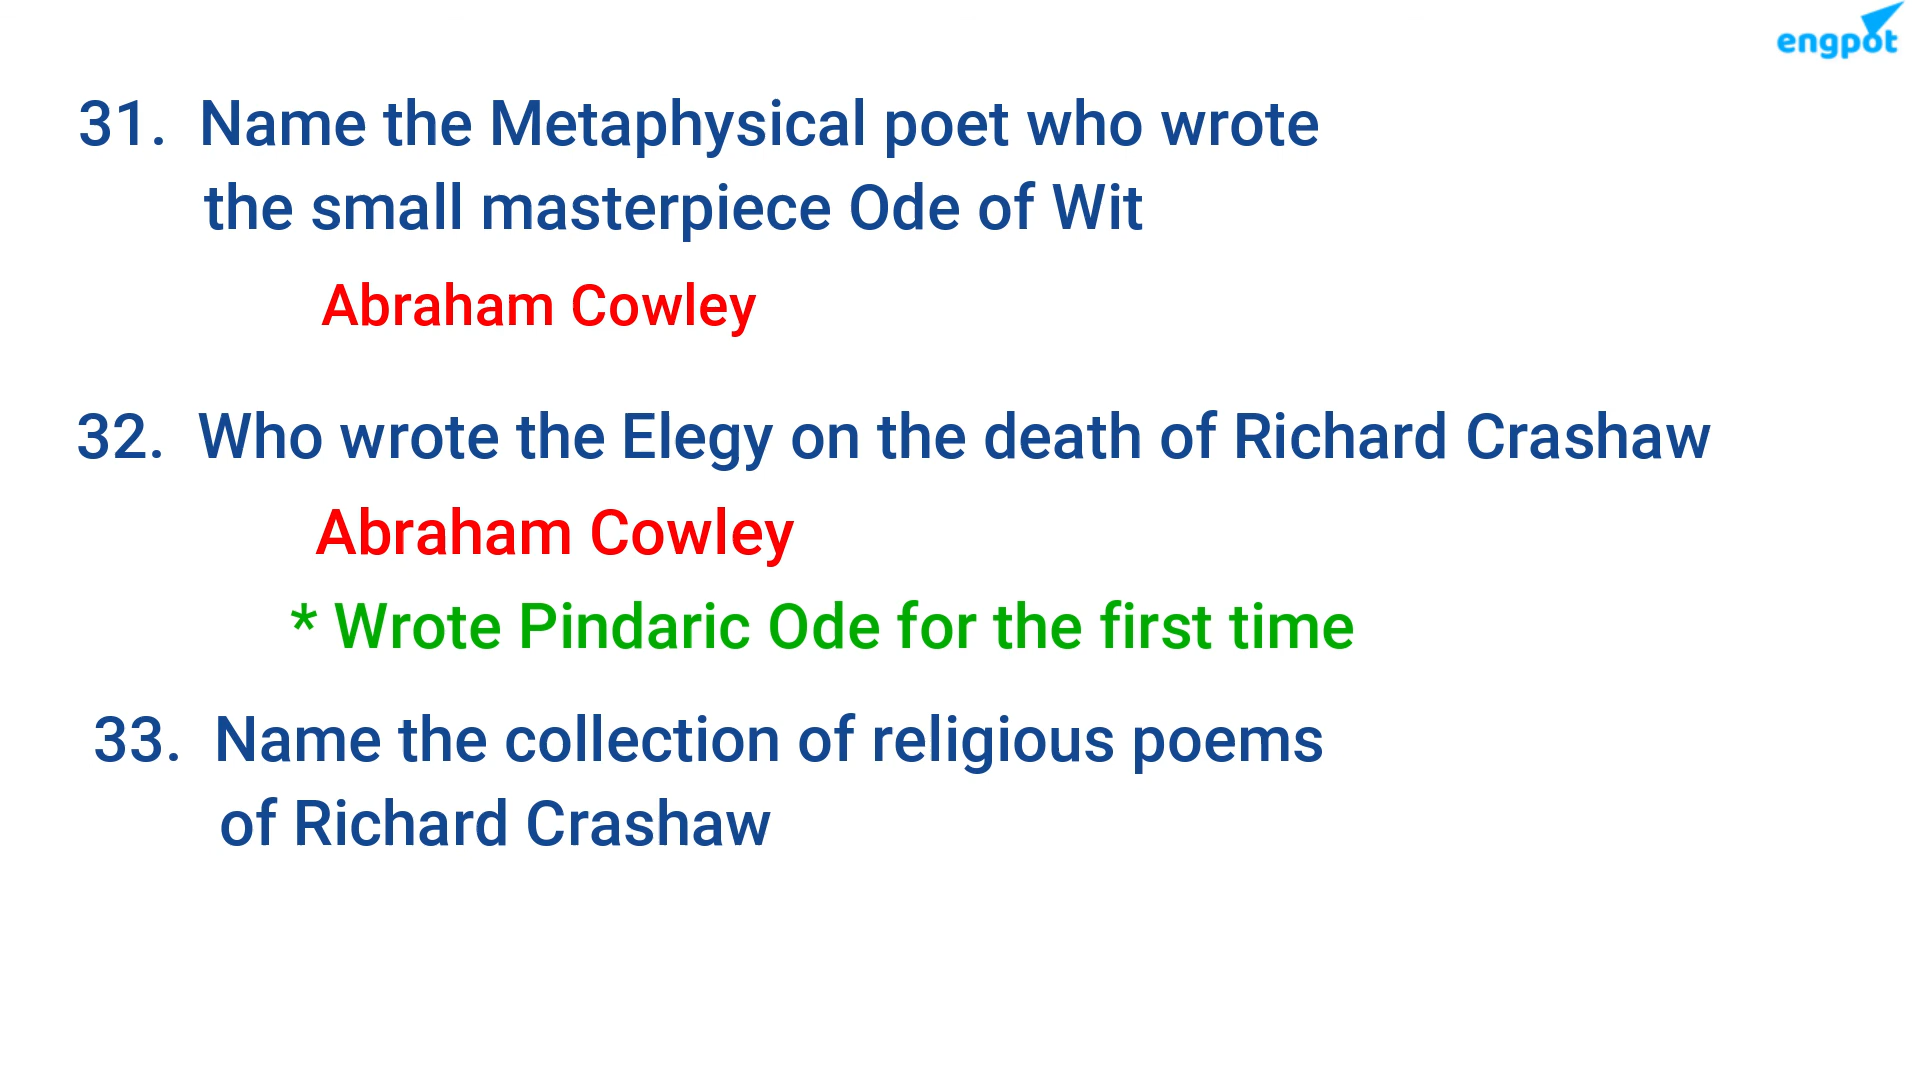 engpot
31. Name the Metaphysical poet who wrote
the small masterpiece Ode of Wit
Abraham Cowley
32. Who wrote the Elegy on the death of Richard Crashaw
Abraham Cowley
* Wrote Pindaric Ode for the first time
33. Name the collection of religious poems
of Richard Crashaw